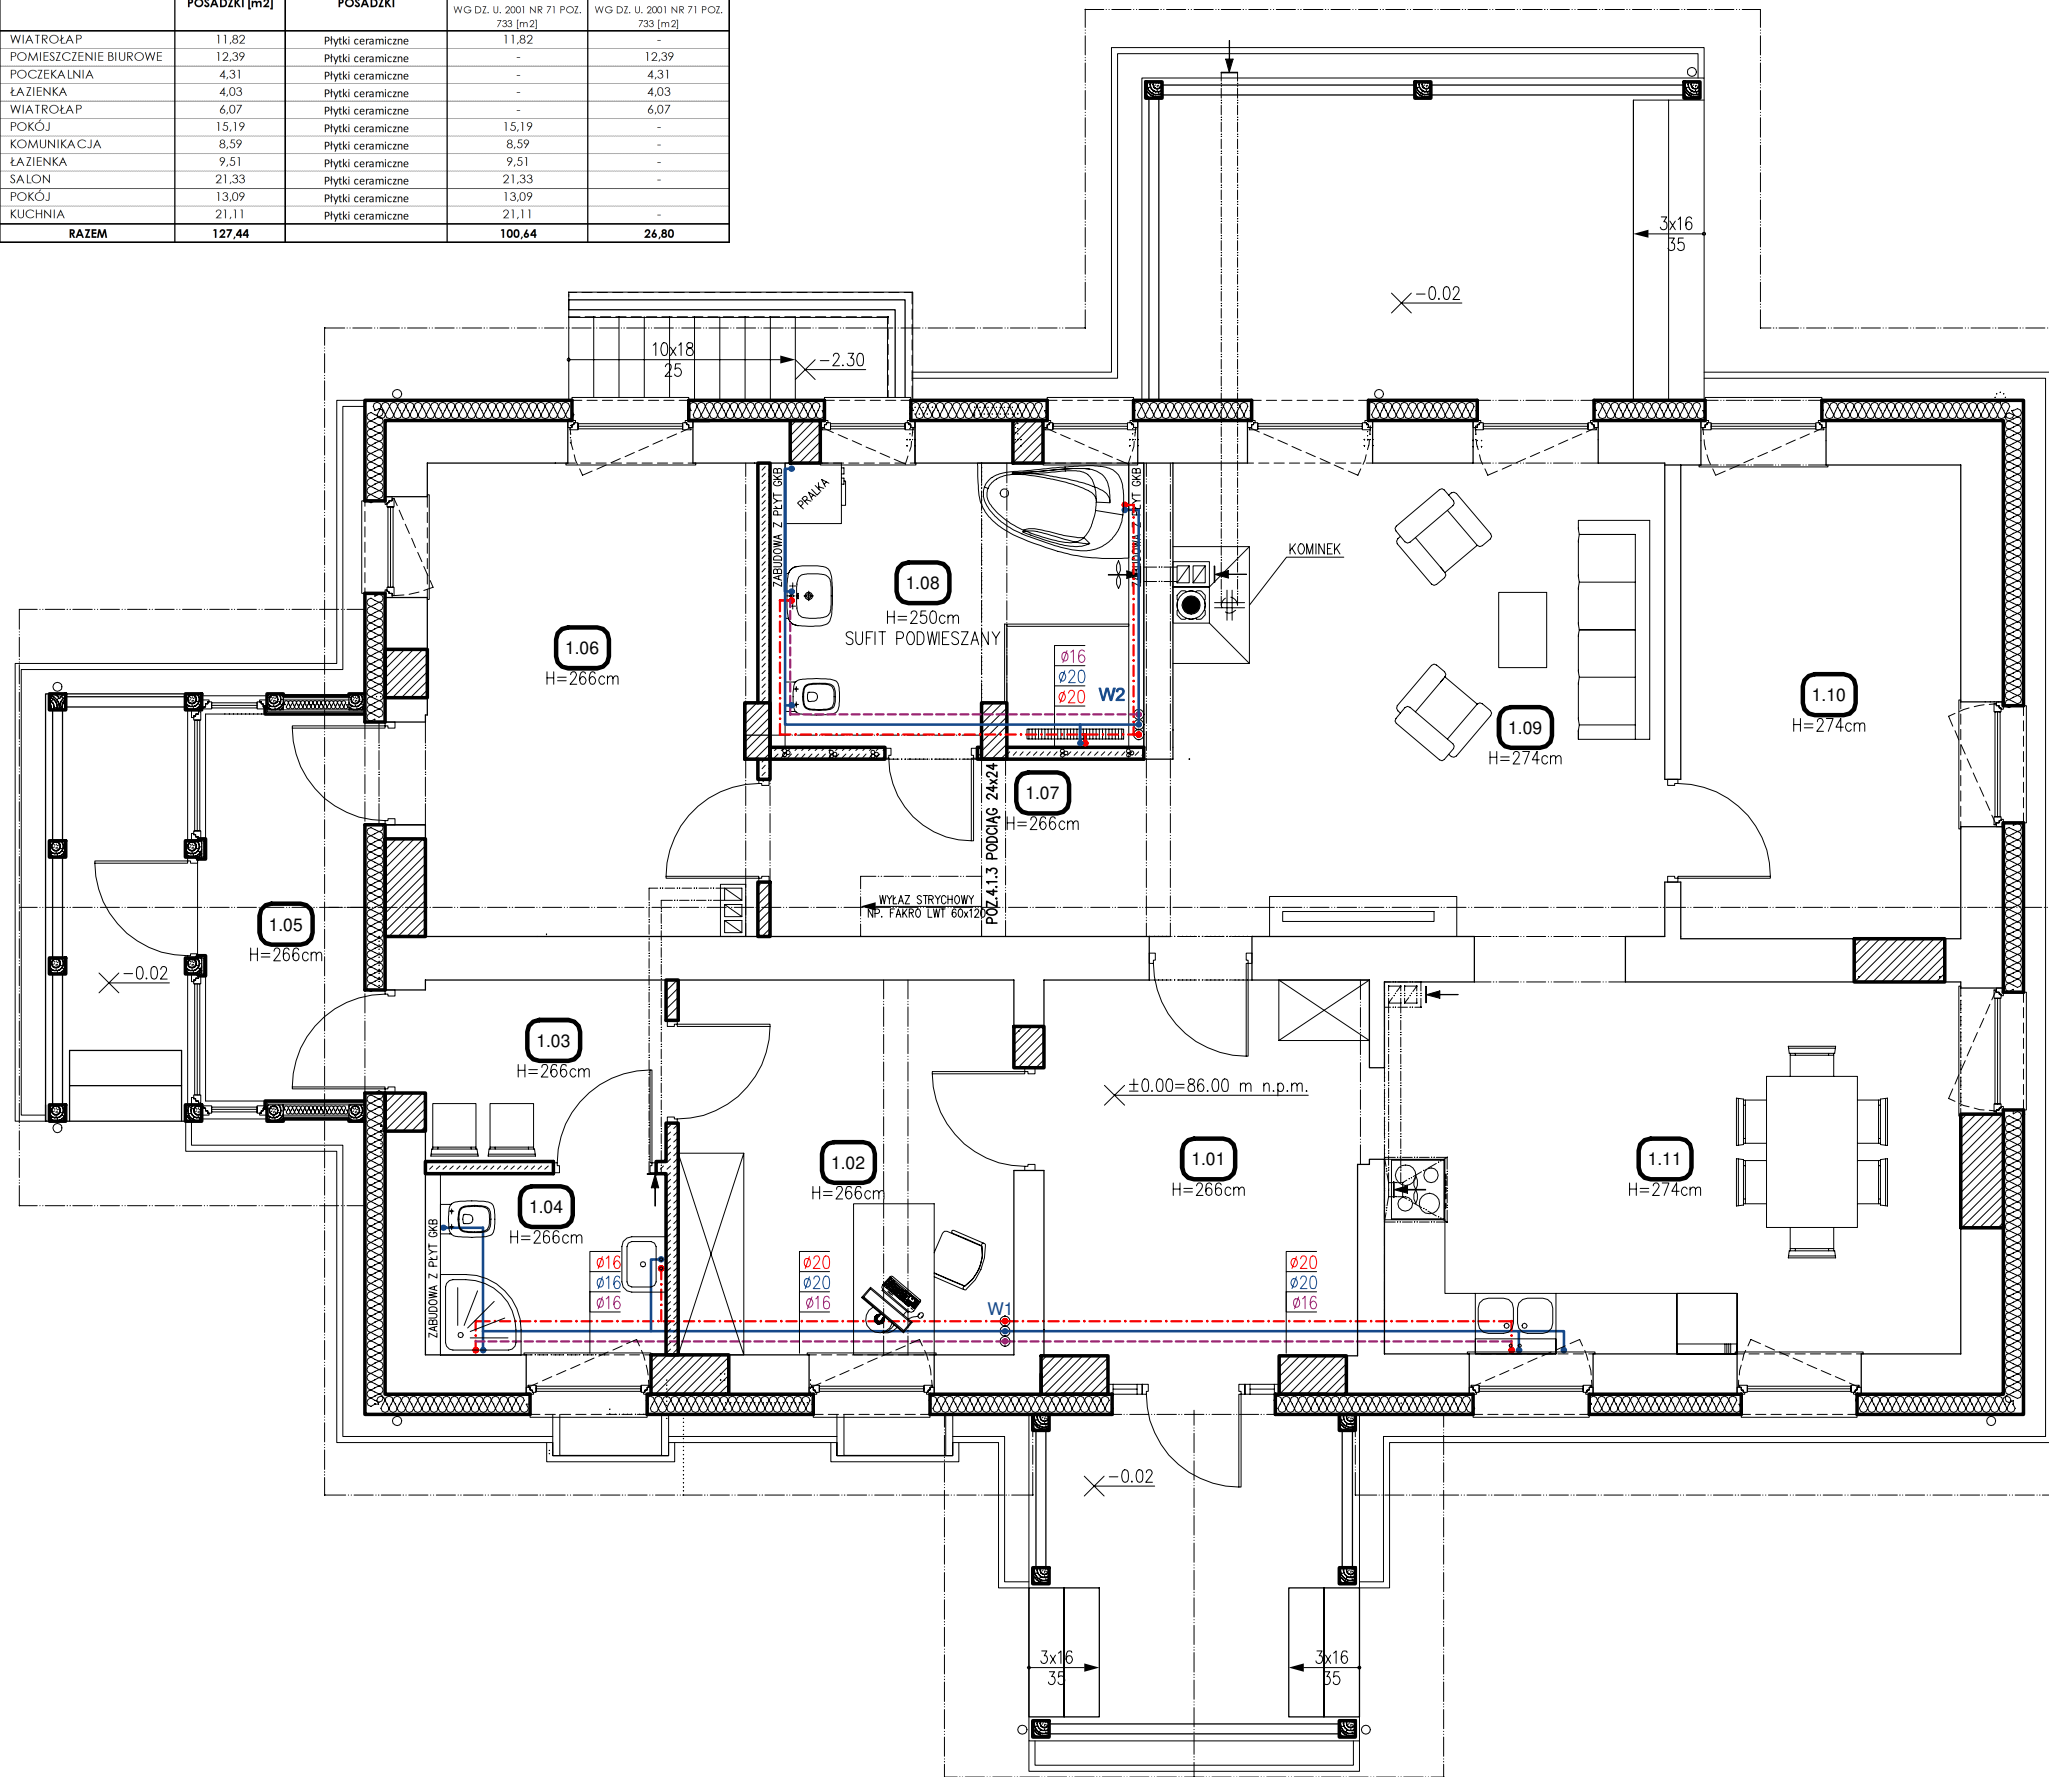 POSADZKI [m2] POSADZKI WG DZ. U. 2001 NR 71 POZ. WG DZ. U. 2001 NR 71 POZ.
733 [m2] 733 [m2]
WIATROŁAP 11,82 Płytki ceramiczne 11,82 -
POMIESZCZENIE BIUROWE 12,39 Płytki ceramiczne - 12,39
POCZEKALNIA 4,31 Płytki ceramiczne - 4,31
ŁAZIENKA 4,03 Płytki ceramiczne - 4,03
WIATROŁAP 6,07 Płytki ceramiczne - 6,07
POKÓJ 15,19 Płytki ceramiczne 15,19 -
KOMUNIKACJA 8,59 Płytki ceramiczne 8,59 -
ŁAZIENKA 9,51 Płytki ceramiczne 9,51 -
SALON 21,33 Płytki ceramiczne 21,33 -
POKÓJ 13,09 Płytki ceramiczne 13,09
KUCHNIA 21,11 Płytki ceramiczne 21,11 -
RAZEM 127,44 100,64 26,80
3x16
35
-0.02
10x18
25
-2.30
ZABUDOWA Z PŁYT GKB
PRALKA
ZABUDOWA Z PŁYT GKB
KOMINEK
1.08
H=250cm
SUFIT PODWIESZANY
1.06
H=266cm
ø16
ø20
ø20
W2
1.10
H=274cm
1.09
H=274cm
1.07
H=266cm
POZ.4.1.3 PODCIĄG 24x24
WYŁAZ STRYCHOWY
NP. FAKRO LWT 60x120
1.05
H=266cm
-0.02
1.03
H=266cm
±0.00=86.00 m n.p.m.
1.02
H=266cm
1.01
H=266cm
1.11
H=274cm
1.04
H=266cm
ZABUDOWA Z PŁYT GKB
ø16
ø16
ø16
ø20
ø20
ø16
W1
ø20
ø20
ø16
-0.02
3x16
35
3x16
35